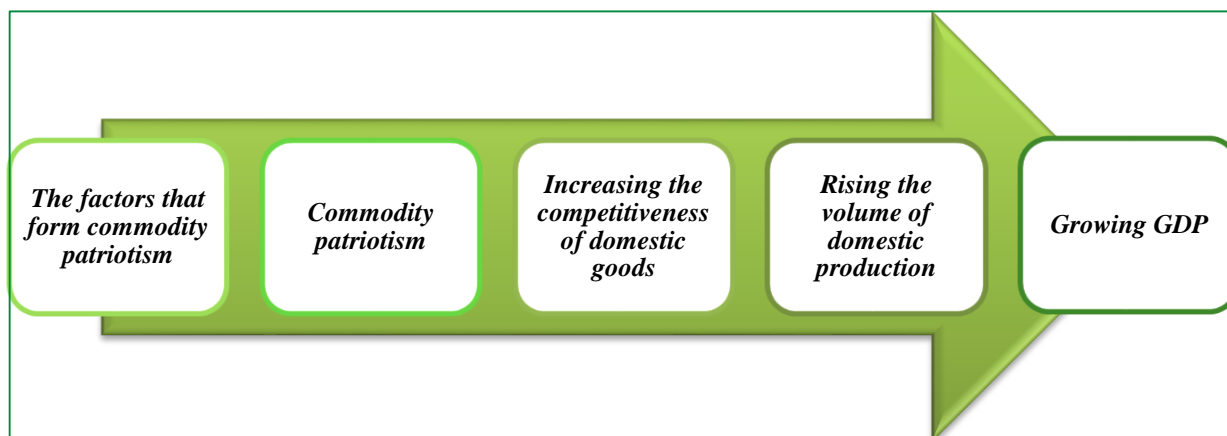 The factors that
form commodity
patriotism
Commodity
patriotism
Increasing the
competitiveness
of domestic
goods
Rising the
volume of
domestic
production
Growing GDP